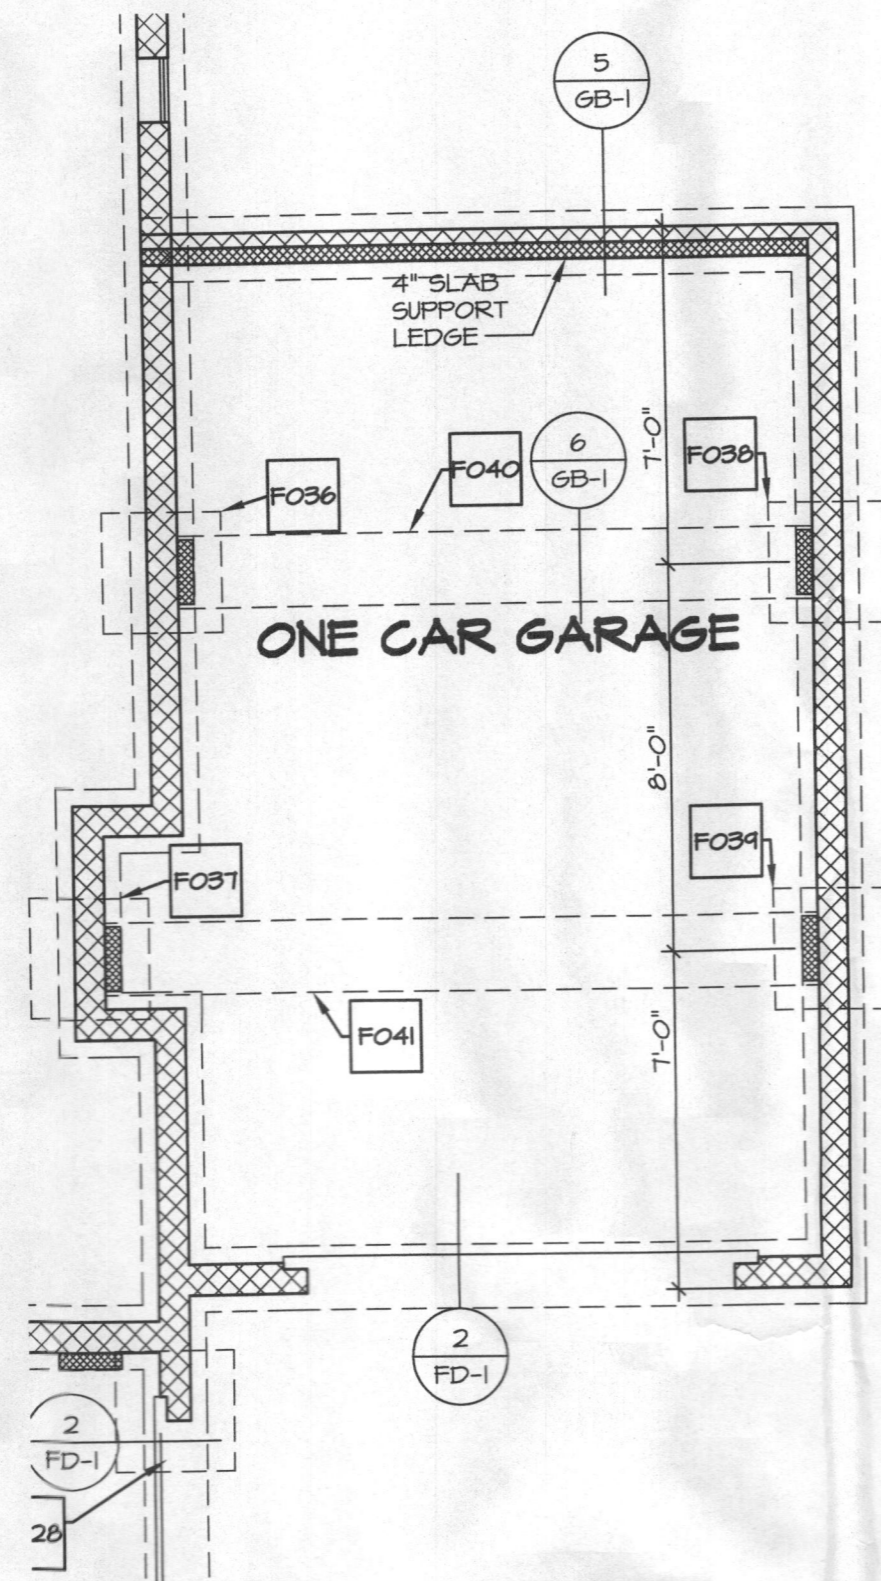 5
GB-1
4" SLAB
SUPPORT
LEDGE
7'-0"
6
GB-1
F036
F040
F038
ONE CAR GARAGE
8'-0"
F037
F039
F041
7'-0"
2
FD-1
2
FD-1
28